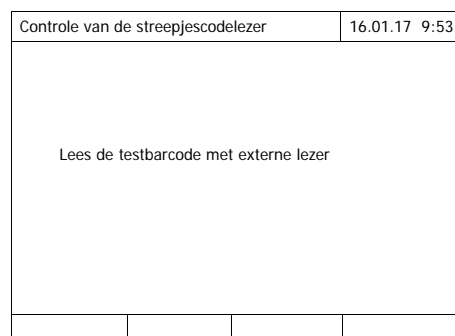 Controle van de streepjescodelezer 16.01.17 9:53
Lees de testbarcode met externe lezer